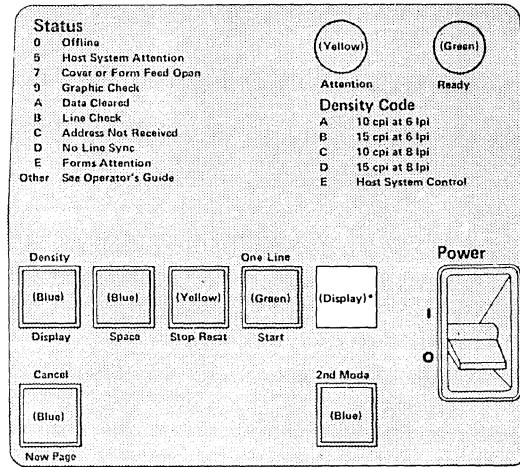 Status
0 Offline
5 Host System Attention
7 Cover or Form Feed Open
9 Graphic Check
A Data Cleared
B Line Check
C Address Not Received
D No Line Sync
E Forms Attention
Other See Operator's Guide
(Yellow)
(Green)
Attention
Ready
Density Code
A 10 cpi at 6 lpi
B 15 cpi at 6 lpi
C 10 cpi at 8 lpi
D 15 cpi at 8 lpi
E Host System Control
Density
One Line
(Blue)
(Blue)
(Yellow)
(Green)
(Display)*
Display
Space
Stop Reset
Start
Power
I
O
Cancel
2nd Mode
(Blue)
(Blue)
New Page